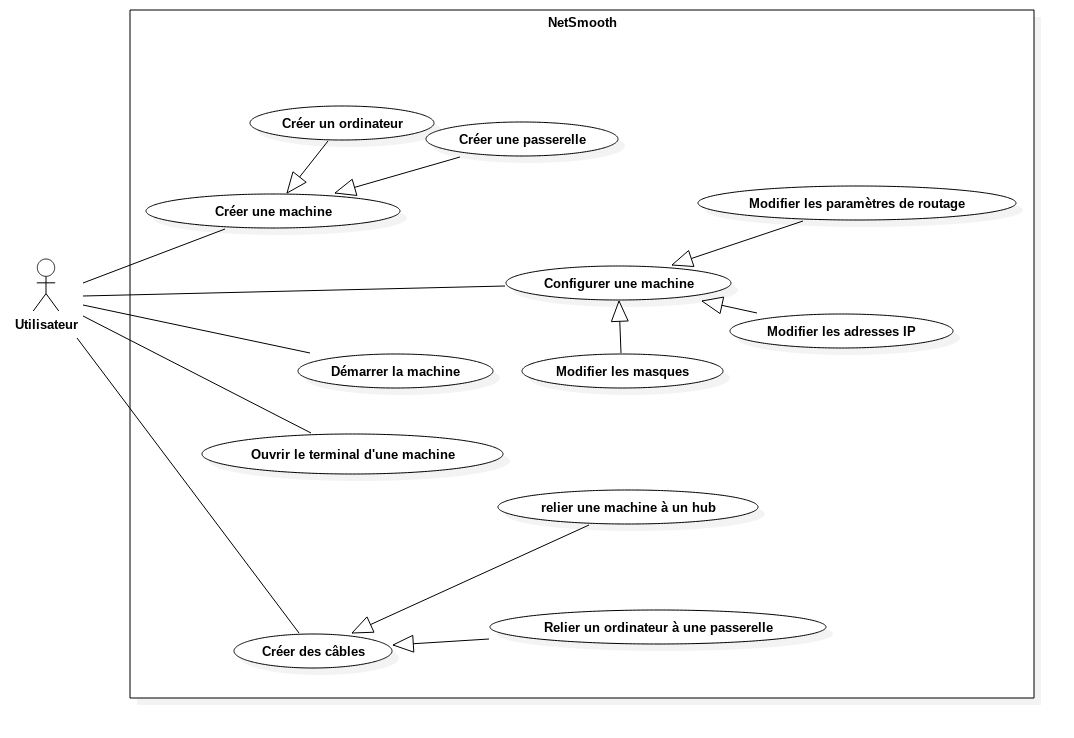 NetSmooth
Créer un ordinateur
Créer une passerelle
Créer une machine
Modifier les paramètres de routage
Configurer une machine
Utilisateur
Modifier les adresses IP
Démarrer la machine
Modifier les masques
Ouvrir le terminal d'une machine
relier une machine à un hub
Relier un ordinateur à une passerelle
Créer des câbles